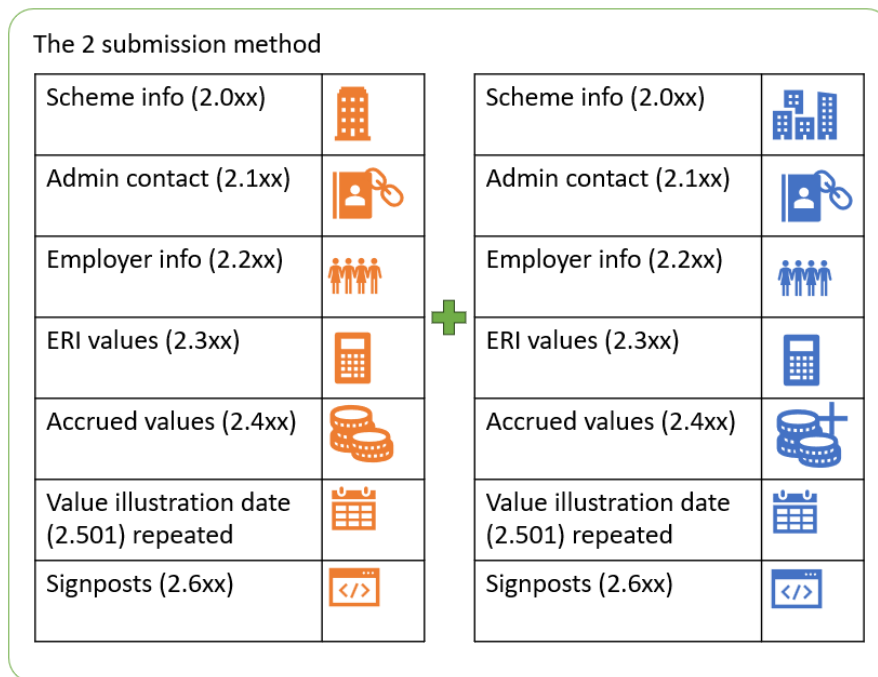 The 2 submission method
Scheme info (2.0xx)
Admin contact (2.1xx)
Employer info (2.2xx)
ERI values (2.3xx)
Accrued values (2.4xx)
Value illustration date
(2.501) repeated
Signposts (2.6xx)
Scheme info (2.0xx)
Admin contact (2.1xx)
Employer info (2.2xx)
ERI values (2.3xx)
Accrued values (2.4xx)
Value illustration date
(2.501) repeated
Signposts (2.6xx)